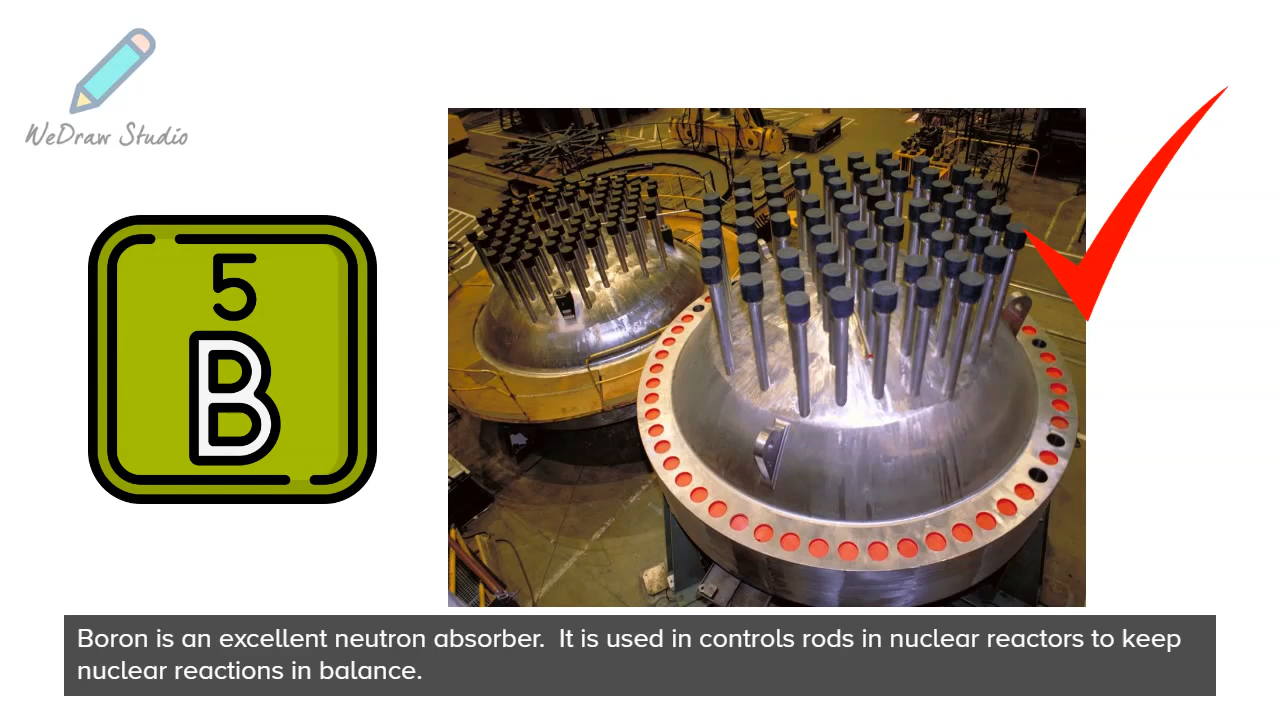 WeDraw Studio
5
B
Boron is an excellent neutron absorber.  It is used in controls rods in nuclear reactors to keep
nuclear reactions in balance.